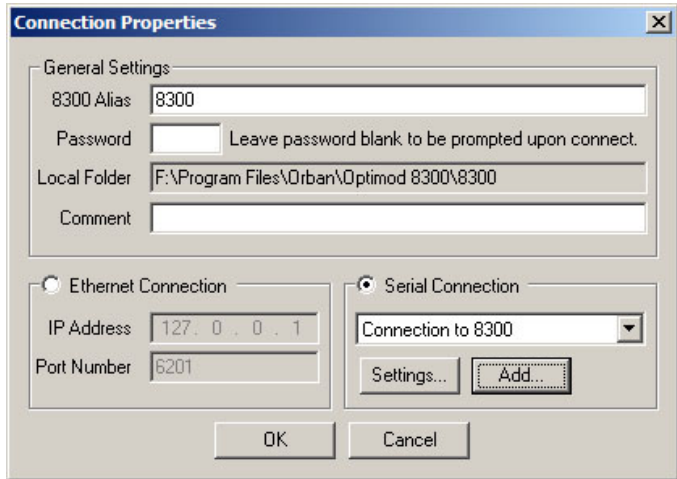 Connection Properties
General Settings
8300 Alias 8300
Password Leave password blank to be prompted upon connect.
Local Folder F:\Program Files\Orban\Optimod 8300\8300
Comment
Ethernet Connection
IP Address 127. 0 . 0 . 1
Port Number 6201
Serial Connection
Connection to 8300
Settings... Add...
OK Cancel